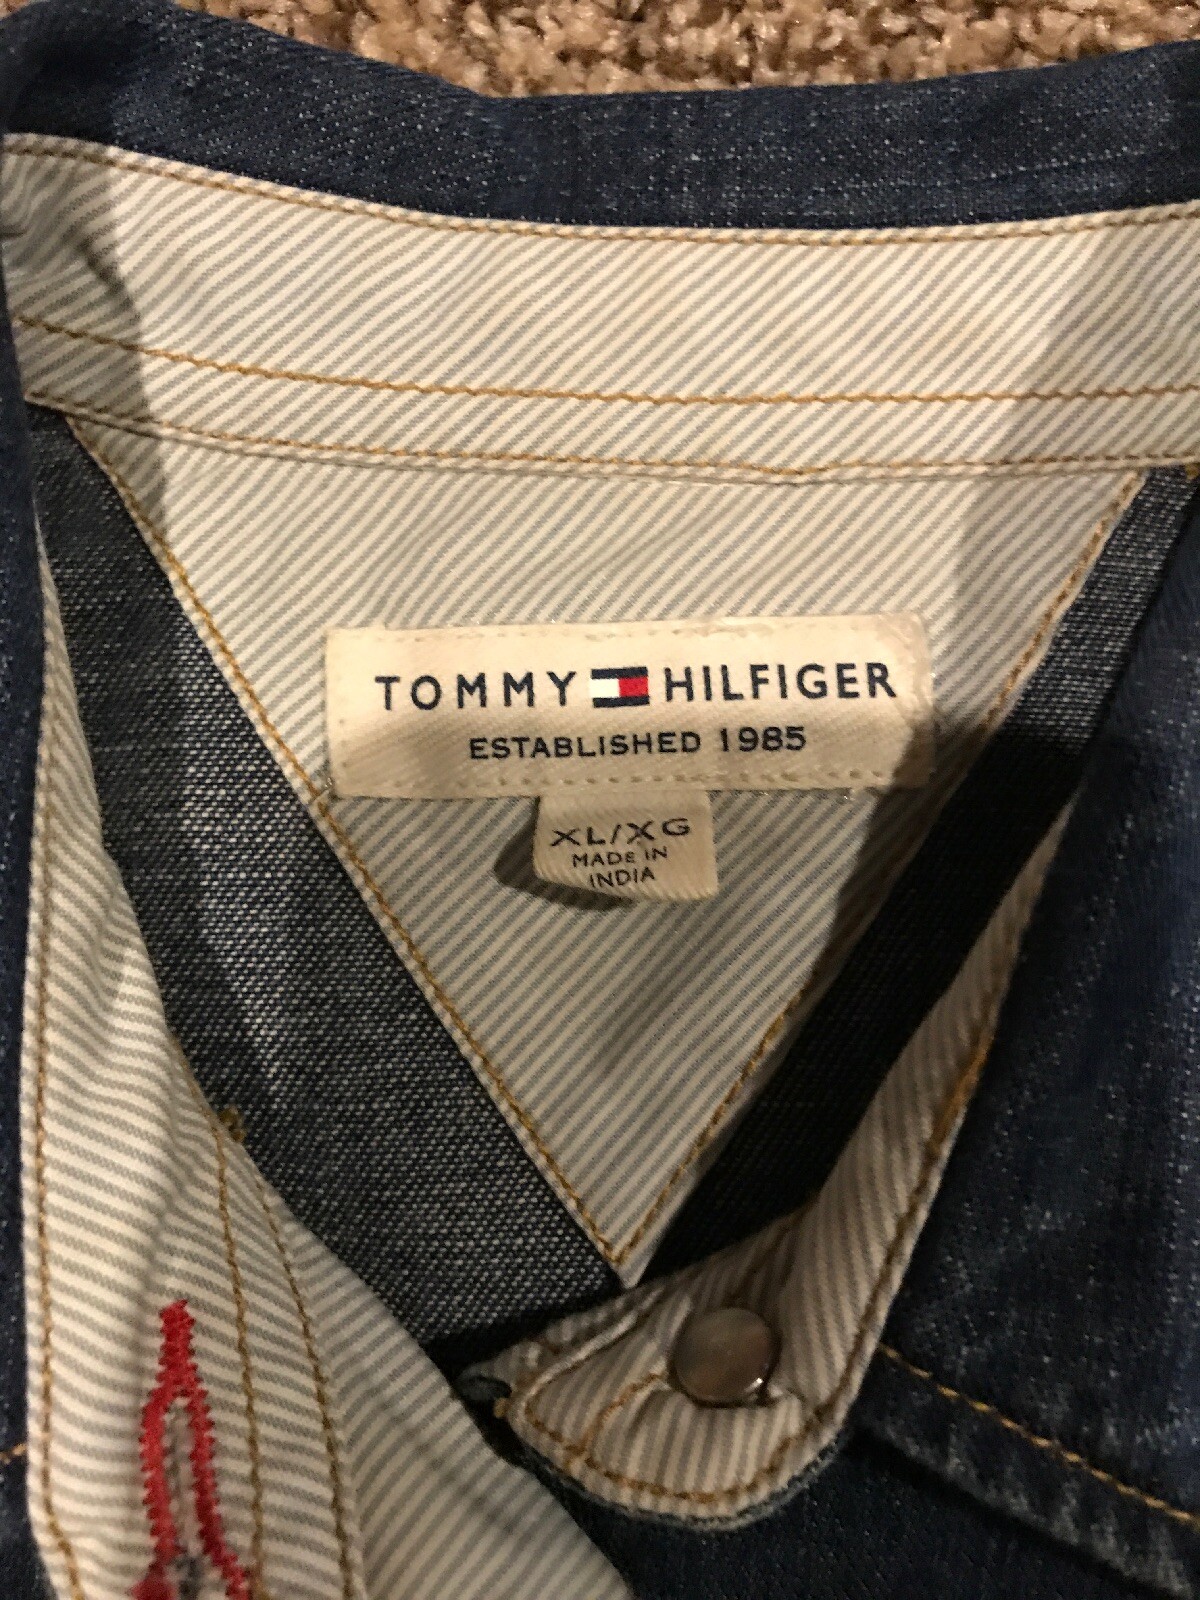 TOMMY HILFIGER
ESTABLISHED 1985
XL/XG
MADE IN
INDIA